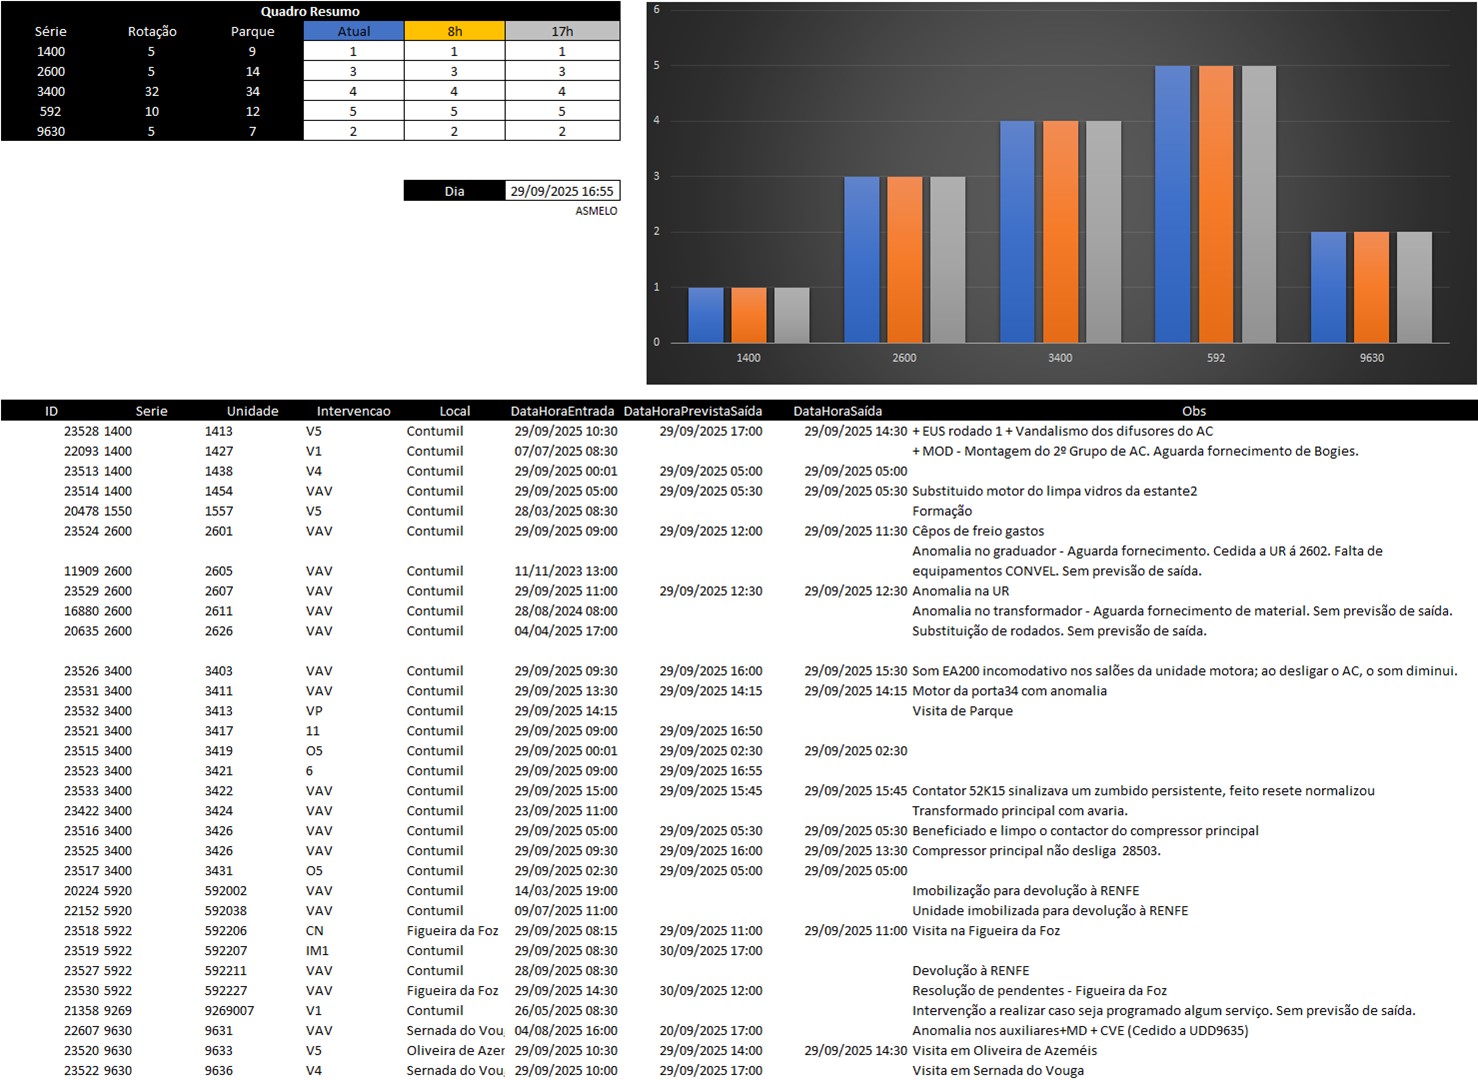 Quadro Resumo
Série Rotação Parque Atual 8h 17h
1400 5 9 1 1 1
2600 5 14 3 3 3
3400 32 34 4 4 4
592 10 12 5 5 5
9630 5 7 2 2 2
Dia 29/09/2025 16:55
ASMELO
6
5
4
3
2
1
0
1400 2600 3400 592 9630
ID Serie Unidade Intervencao Local DataHoraEntrada DataHoraPrevistaSaída DataHoraSaída Obs
23528 1400 1413 V5 Contumil 29/09/2025 10:30 29/09/2025 17:00 29/09/2025 14:30 + EUS rodado 1 + Vandalismo dos difusores do AC
22093 1400 1427 V1 Contumil 07/07/2025 08:30 + MOD - Montagem do 2º Grupo de AC. Aguarda fornecimento de Bogies.
23513 1400 1438 V4 Contumil 29/09/2025 00:01 29/09/2025 05:00 29/09/2025 05:00
23514 1400 1454 VAV Contumil 29/09/2025 05:00 29/09/2025 05:30 29/09/2025 05:30 Substituido motor do limpa vidros da estante2
20478 1550 1557 V5 Contumil 28/03/2025 08:30 Formação
23524 2600 2601 VAV Contumil 29/09/2025 09:00 29/09/2025 12:00 29/09/2025 11:30 Cêpos de freio gastos
Anomalia no graduador - Aguarda fornecimento. Cedida a UR á 2602. Falta de
11909 2600 2605 VAV Contumil 11/11/2023 13:00 equipamentos CONVEL. Sem previsão de saída.
23529 2600 2607 VAV Contumil 29/09/2025 11:00 29/09/2025 12:30 29/09/2025 12:30 Anomalia na UR
16880 2600 2611 VAV Contumil 28/08/2024 08:00 Anomalia no transformador - Aguarda fornecimento de material. Sem previsão de saída.
20635 2600 2626 VAV Contumil 04/04/2025 17:00 Substituição de rodados. Sem previsão de saída.
23526 3400 3403 VAV Contumil 29/09/2025 09:30 29/09/2025 16:00 29/09/2025 15:30 Som EA200 incomodativo nos salões da unidade motora; ao desligar o AC, o som diminui.
23531 3400 3411 VAV Contumil 29/09/2025 13:30 29/09/2025 14:15 29/09/2025 14:15 Motor da porta34 com anomalia
23532 3400 3413 VP Contumil 29/09/2025 14:15 Visita de Parque
23521 3400 3417 11 Contumil 29/09/2025 09:00 29/09/2025 16:50
23515 3400 3419 O5 Contumil 29/09/2025 00:01 29/09/2025 02:30 29/09/2025 02:30
23523 3400 3421 6 Contumil 29/09/2025 09:00 29/09/2025 16:55
23533 3400 3422 VAV Contumil 29/09/2025 15:00 29/09/2025 15:45 29/09/2025 15:45 Contator 52K15 sinalizava um zumbido persistente, feito resete normalizou
23422 3400 3424 VAV Contumil 23/09/2025 11:00 Transformado principal com avaria.
23516 3400 3426 VAV Contumil 29/09/2025 05:00 29/09/2025 05:30 29/09/2025 05:30 Beneficiado e limpo o contactor do compressor principal
23525 3400 3426 VAV Contumil 29/09/2025 09:30 29/09/2025 16:00 29/09/2025 13:30 Compressor principal não desliga 28503.
23517 3400 3431 O5 Contumil 29/09/2025 02:30 29/09/2025 05:00 29/09/2025 05:00
20224 5920 592002 VAV Contumil 14/03/2025 19:00 Imobilização para devolução à RENFE
22152 5920 592038 VAV Contumil 09/07/2025 11:00 Unidade imobilizada para devolução à RENFE
23518 5922 592206 CN Figueira da Foz 29/09/2025 08:15 29/09/2025 11:00 29/09/2025 11:00 Visita na Figueira da Foz
23519 5922 592207 IM1 Contumil 29/09/2025 08:30 30/09/2025 17:00
23527 5922 592211 VAV Contumil 28/09/2025 08:30 Devolução à RENFE
23530 5922 592227 VAV Figueira da Foz 29/09/2025 14:30 30/09/2025 12:00 Resolução de pendentes - Figueira da Foz
21358 9269 9269007 V1 Contumil 26/05/2025 08:30 Intervenção a realizar caso seja programado algum serviço. Sem previsão de saída.
22607 9630 9631 VAV Sernada do Vou 04/08/2025 16:00 20/09/2025 17:00 Anomalia nos auxiliares+MD + CVE (Cedido a UDD9635)
23520 9630 9633 V5 Oliveira de Azer 29/09/2025 10:30 29/09/2025 14:00 29/09/2025 14:30 Visita em Oliveira de Azeméis
23522 9630 9636 V4 Sernada do Vou 29/09/2025 10:00 29/09/2025 17:00 Visita em Sernada do Vouga